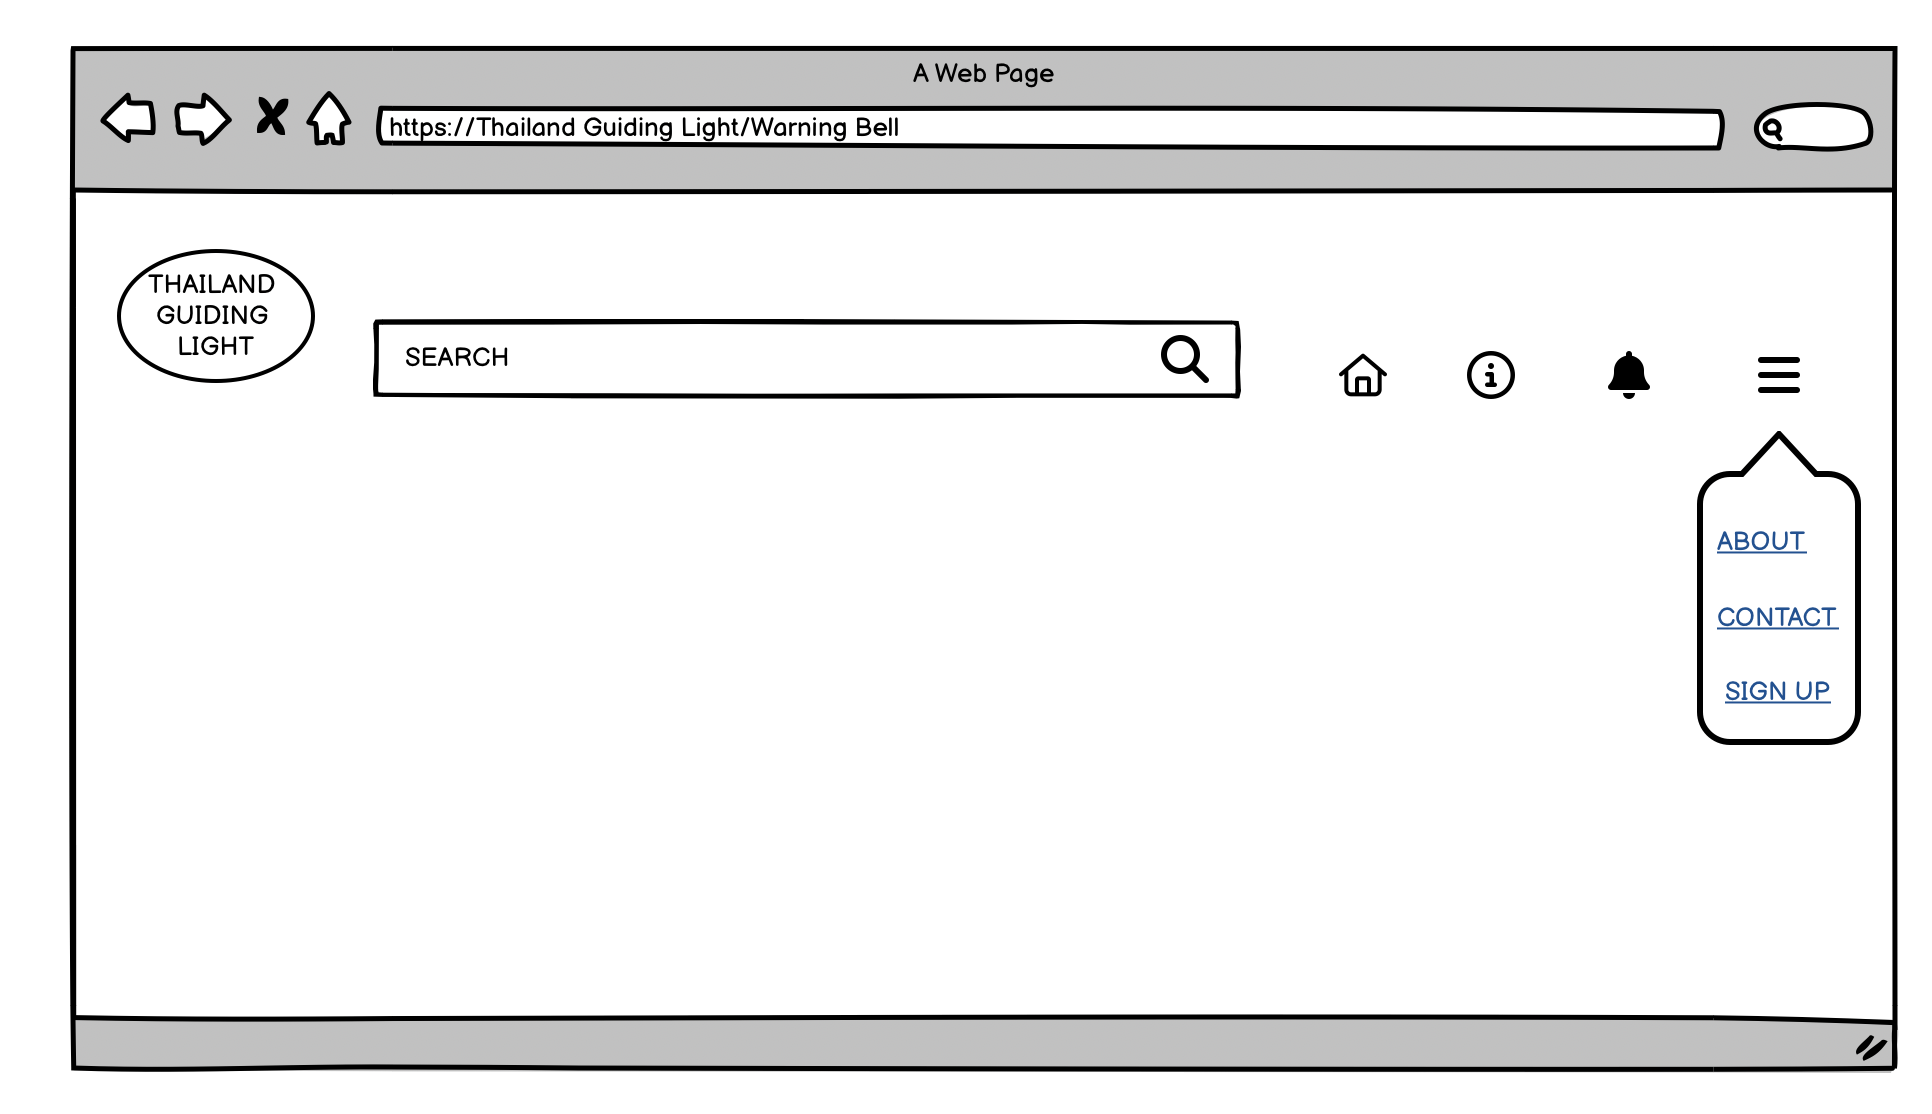 A Web Page
https://Thailand Guiding Light/Warning Bell
THAILAND
GUIDING
LIGHT
SEARCH
ABOUT
CONTACT
SIGN UP